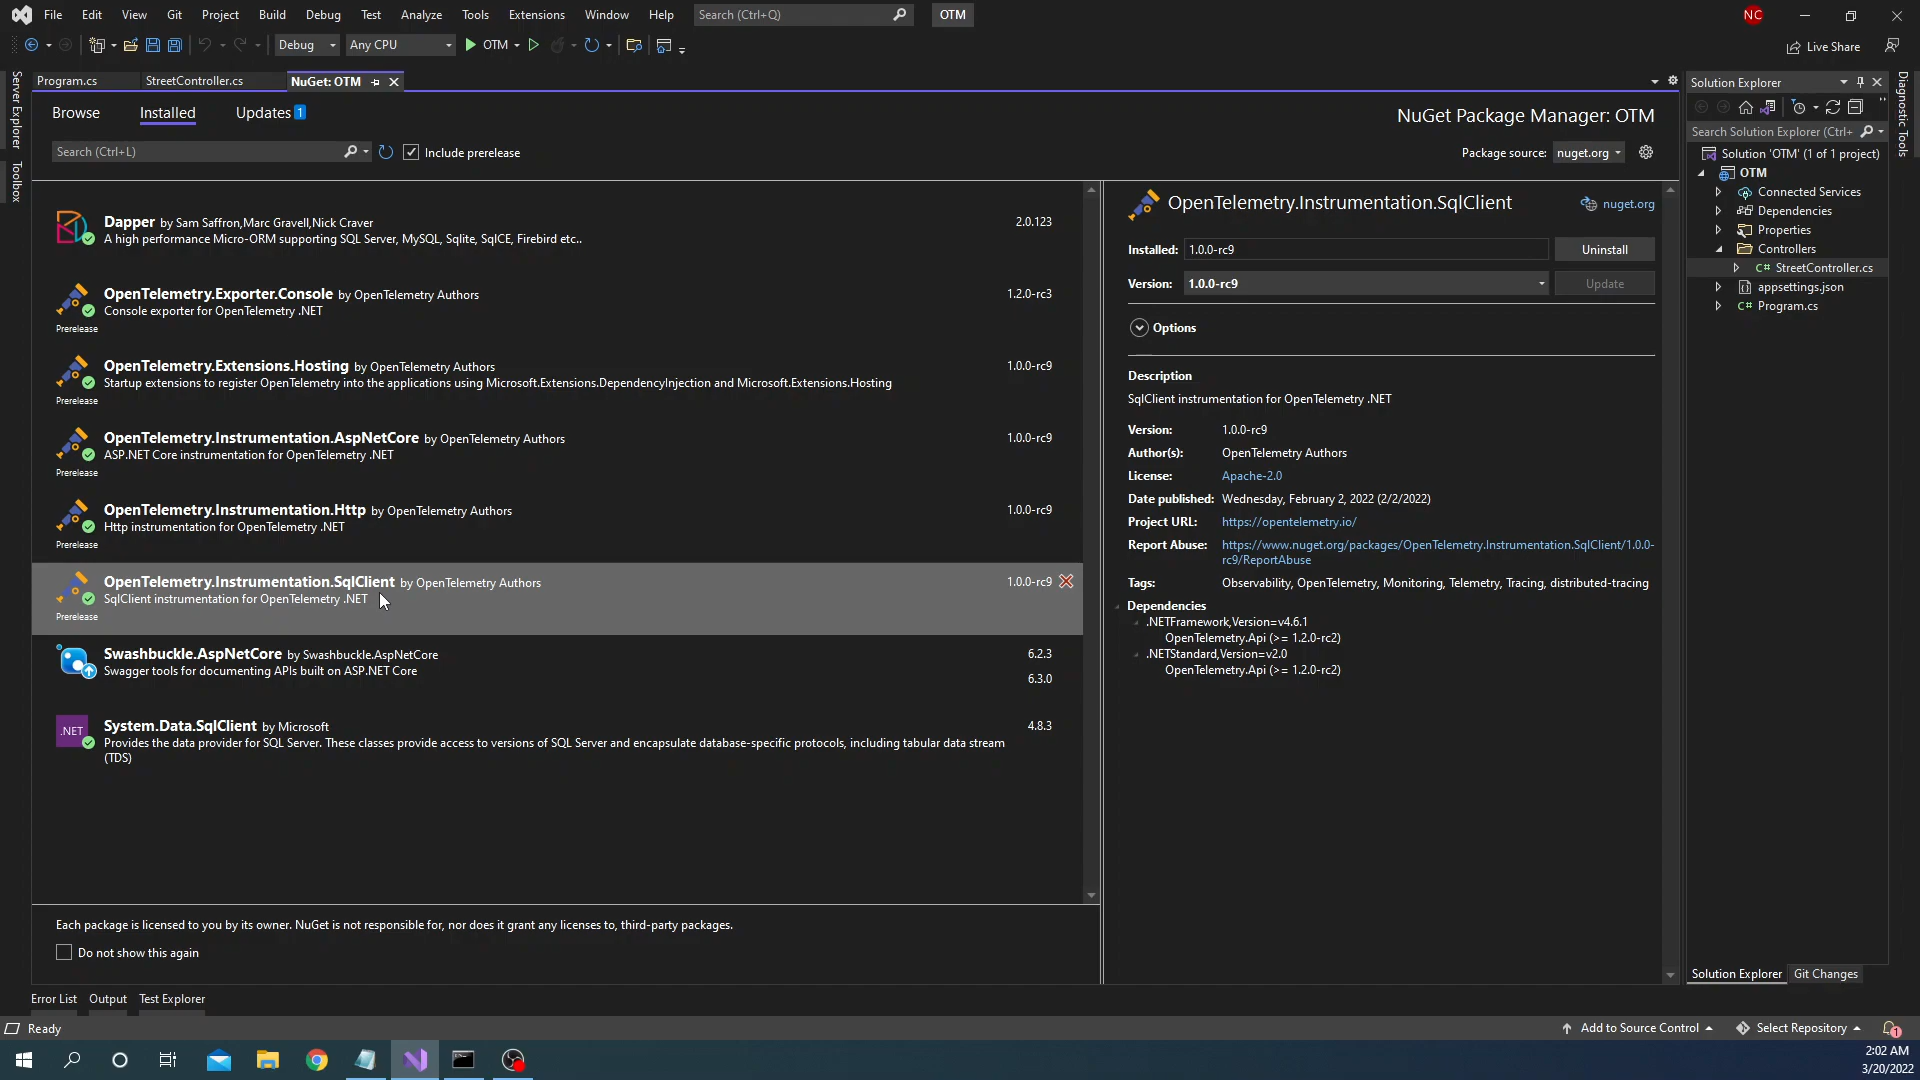 File Edit View Git Project Build Debug Test Analyze Tools Extensions Window Help Search (Ctrl+Q) OTM NC
Debug Any CPU OTM Live Share
Server Explorer
Toolbox
Program.cs StreetController.cs NuGet: OTM
Browse Installed Updates 1
NuGet Package Manager: OTM
Search (Ctrl+L) Include prerelease
Package source: nuget.org
Dapper by Sam Saffron,Marc Gravell,Nick Craver 2.0.123
A high performance Micro-ORM supporting SQL Server, MySQL, Sqlite, SqlCE, Firebird etc..
OpenTelemetry.Exporter.Console by OpenTelemetry Authors 1.2.0-rc3
Console exporter for OpenTelemetry .NET
Prerelease
OpenTelemetry.Extensions.Hosting by OpenTelemetry Authors 1.0.0-rc9
Startup extensions to register OpenTelemetry into the applications using Microsoft.Extensions.DependencyInjection and Microsoft.Extensions.Hosting
Prerelease
OpenTelemetry.Instrumentation.AspNetCore by OpenTelemetry Authors 1.0.0-rc9
ASP.NET Core instrumentation for OpenTelemetry .NET
Prerelease
OpenTelemetry.Instrumentation.Http by OpenTelemetry Authors 1.0.0-rc9
Http instrumentation for OpenTelemetry .NET
Prerelease
OpenTelemetry.Instrumentation.SqlClient by OpenTelemetry Authors 1.0.0-rc9
SqlClient instrumentation for OpenTelemetry .NET
Prerelease
Swashbuckle.AspNetCore by Swashbuckle.AspNetCore 6.2.3
Swagger tools for documenting APIs built on ASP.NET Core
6.3.0
.NET
System.Data.SqlClient by Microsoft 4.8.3
Provides the data provider for SQL Server. These classes provide access to versions of SQL Server and encapsulate database-specific protocols, including tabular data stream
(TDS)
Each package is licensed to you by its owner. NuGet is not responsible for, nor does it grant any licenses to, third-party packages.
Do not show this again
OpenTelemetry.Instrumentation.SqlClient nuget.org
Installed: 1.0.0-rc9 Uninstall
Version: 1.0.0-rc9 Update
Options
Description
SqlClient instrumentation for OpenTelemetry .NET
Version: 1.0.0-rc9
Author(s): OpenTelemetry Authors
License: Apache-2.0
Date published: Wednesday, February 2, 2022 (2/2/2022)
Project URL: https://opentelemetry.io/
Report Abuse: https://www.nuget.org/packages/OpenTelemetry.Instrumentation.SqlClient/1.0.0-
rc9/ReportAbuse
Tags: Observability, OpenTelemetry, Monitoring, Telemetry, Tracing, distributed-tracing
Dependencies
.NETFramework,Version=v4.6.1
OpenTelemetry.Api (>= 1.2.0-rc2)
.NETStandard,Version=v2.0
OpenTelemetry.Api (>= 1.2.0-rc2)
Solution Explorer
Search Solution Explorer (Ctrl+
Solution 'OTM' (1 of 1 project)
OTM
Connected Services
Dependencies
Properties
Controllers
C# StreetController.cs
appsettings.json
C# Program.cs
Solution Explorer Git Changes
Diagnostic Tools
Error List Output Test Explorer
Ready Add to Source Control Select Repository 1
2:02 AM
3/20/2022